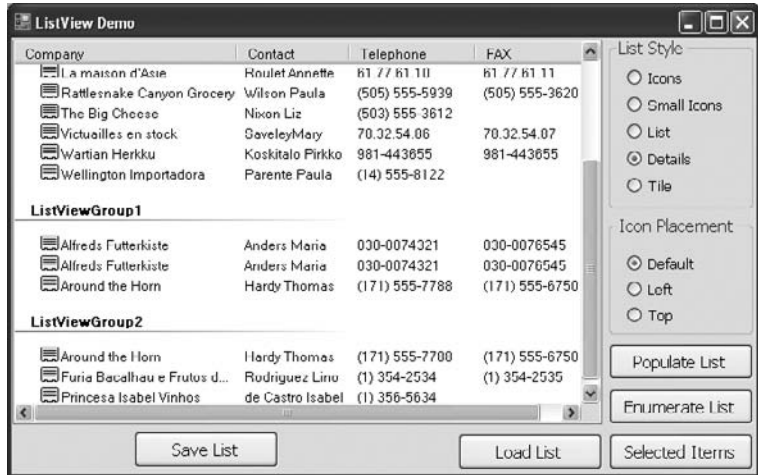 ListView Demo
Company Contact Telephone FAX
La maison d'Asie Roulet Annette 61.77.61.10 61.77.61.11
Rattlesnake Canyon Grocery Wilson Paula (505) 555-5939 (505) 555-3620
The Big Cheese Nixon Liz (503) 555-3612
Victuailles en stock SaveleyMary 78.32.54.86 78.32.54.87
Wartian Herkku Koskitalo Pirkko 981-443655 981-443655
Wellington Importadora Parente Paula (14) 555-8122
ListViewGroup1
Alfreds Futterkiste Anders Maria 030-0074321 030-0076545
Alfreds Futterkiste Anders Maria 030-0074321 030-0076545
Around the Horn Hardy Thomas (171) 555-7788 (171) 555-6750
ListViewGroup2
Around the Horn Hardy Thomas (171) 555-7788 (171) 555-6750
Furia Bacalhau e Frutos d... Rodriguez Lino (1) 354-2534 (1) 354-2535
Princesa Isabel Vinhos de Castro Isabel (1) 356-5634
List Style
Icons
Small Icons
List
Details
Tile
Icon Placement
Default
Left
Top
Populate List
Enumerate List
Save List
Load List
Selected Items